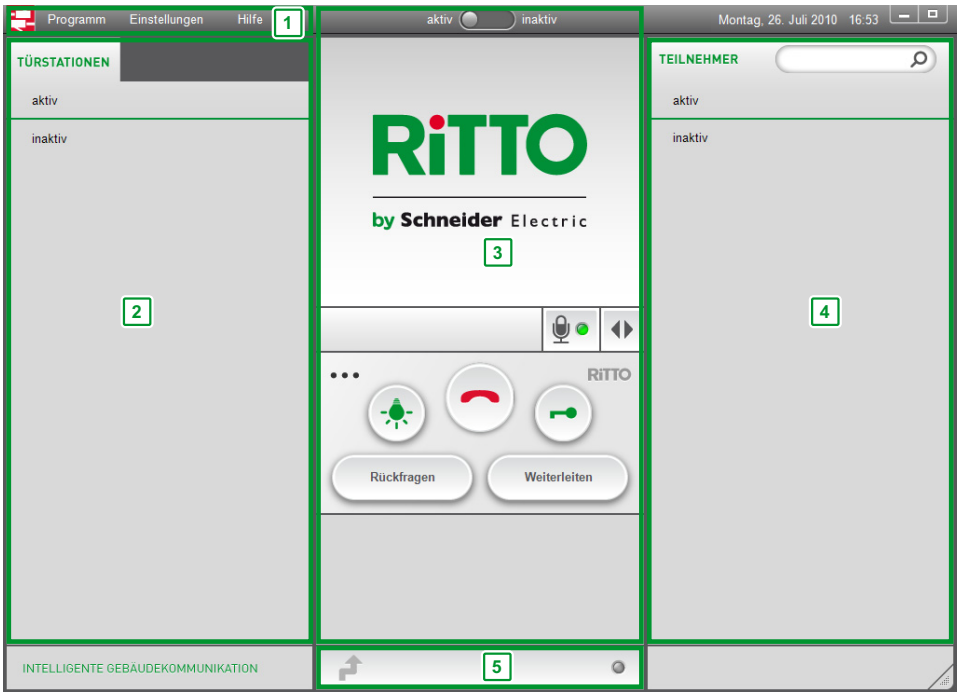 Programm Einstellungen Hilfe 1 aktiv inaktiv Montag, 26. Juli 2010 16:53
TÜRSTATIONEN
aktiv
inaktiv
2
RiTTO
by Schneider Electric
3
RiTTO
Rückfragen Weiterleiten
TEILNEHMER
aktiv
inaktiv
4
INTELLIGENTE GEBÄUDEKOMMUNIKATION
5